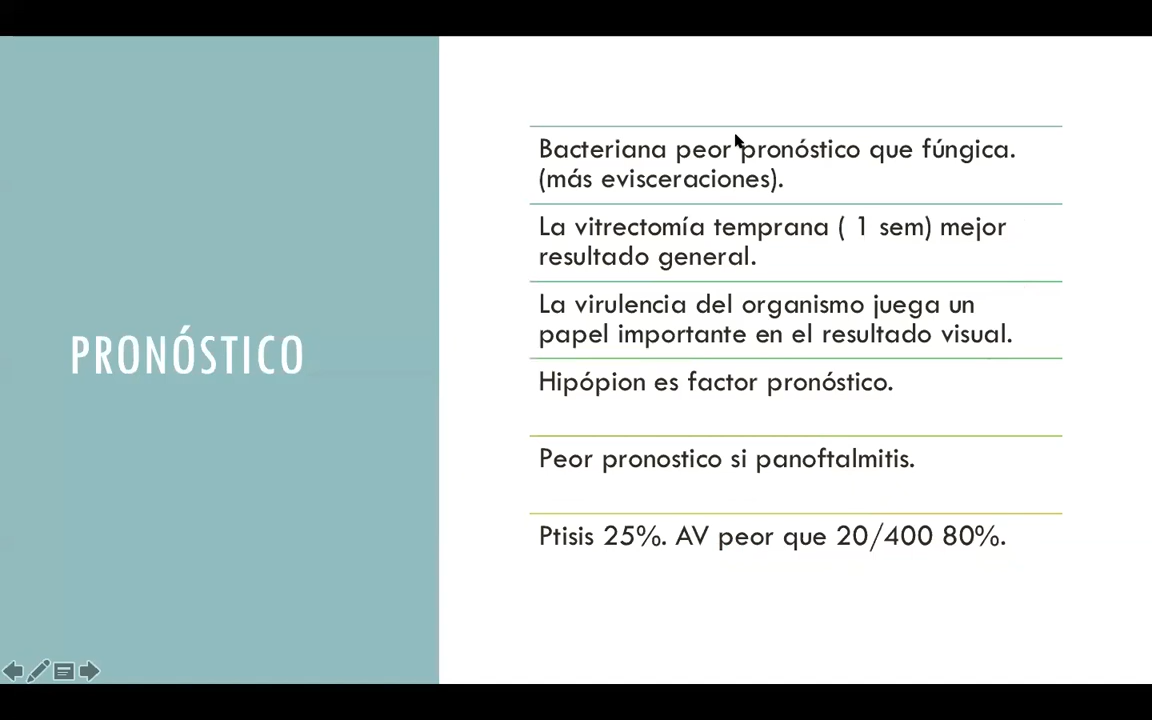 PRONÓSTICO
Bacteriana peor pronóstico que fúngica.
(más evisceraciones).
La vitrectomía temprana ( 1 sem) mejor
resultado general.
La virulencia del organismo juega un
papel importante en el resultado visual.
Hipópion es factor pronóstico.
Peor pronostico si panoftalmitis.
Ptisis 25%. AV peor que 20/400 80%.